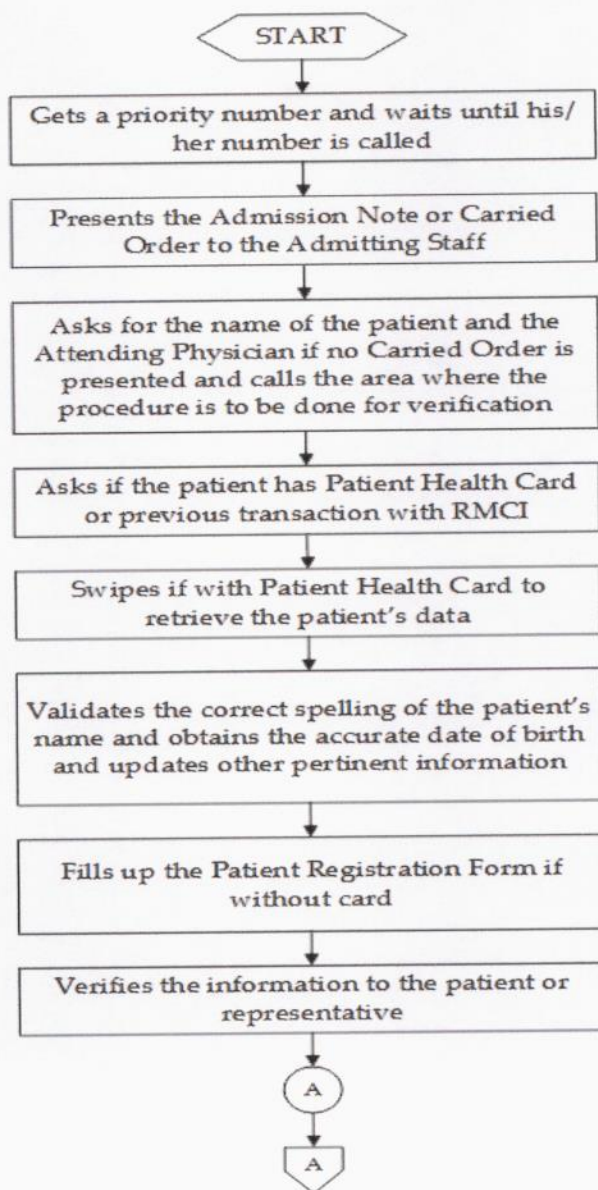 START
Gets a priority number and waits until his/
her number is called
Presents the Admission Note or Carried
Order to the Admitting Staff
Asks for the name of the patient and the
Attending Physician if no Carried Order is
presented and calls the area where the
procedure is to be done for verification
Asks if the patient has Patient Health Card
or previous transaction with RMCI
Swipes if with Patient Health Card to
retrieve the patient's data
Validates the correct spelling of the patient's
name and obtains the accurate date of birth
and updates other pertinent information
Fills up the Patient Registration Form if
without card
Verifies the information to the patient or
representative
A
A